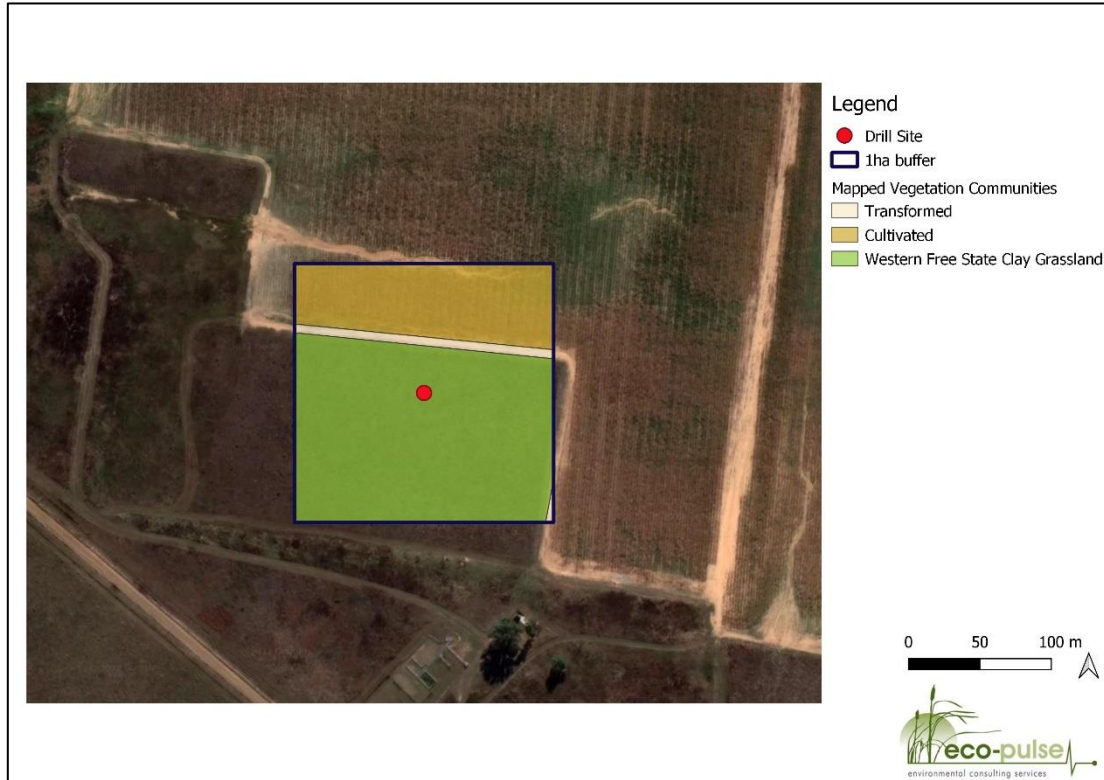 Legend
Drill Site
1ha buffer
Mapped Vegetation Communities
Transformed
Cultivated
Western Free State Clay Grassland
0 50 100 m
eco-pulse
environmental consulting services